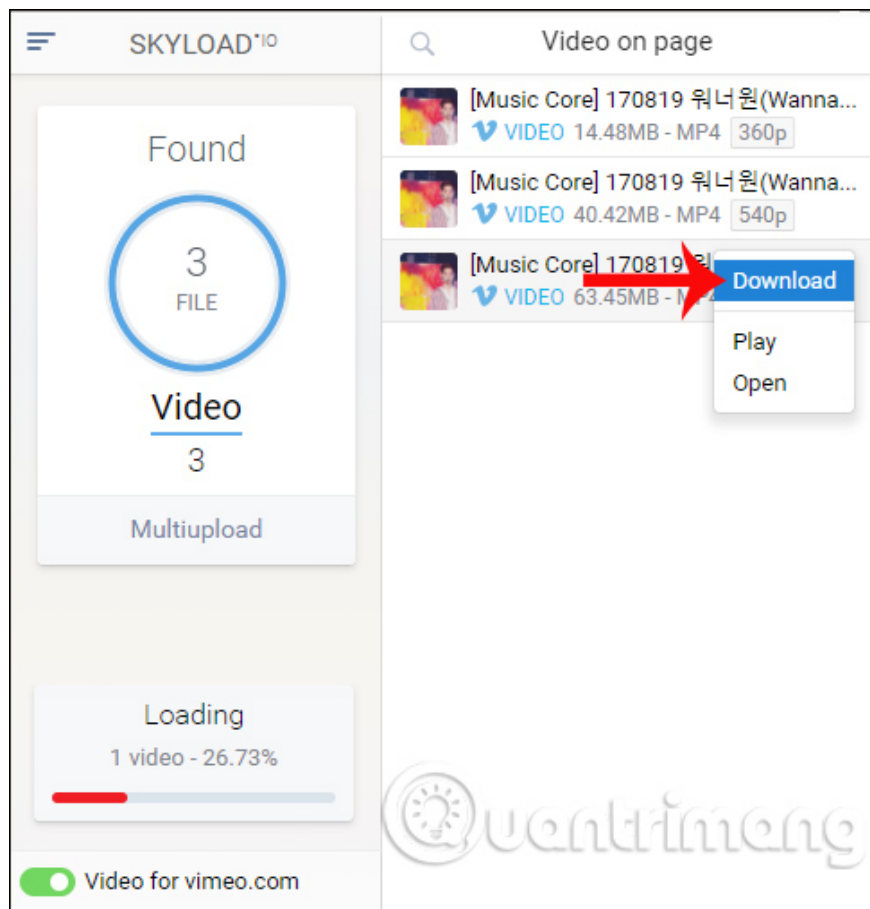 SKYLOAD·IO
Found
3
FILE
Video
3
Multiupload
Loading
1 video - 26.73%
Video for vimeo.com
Video on page
[Music Core] 170819 워너원(Wanna...
VIDEO 14.48MB - MP4 360p
[Music Core] 170819 워너원(Wanna...
VIDEO 40.42MB - MP4 540p
[Music Core] 170819
VIDEO 63.45MB - MP4
Download
Play
Open
Quantrimang